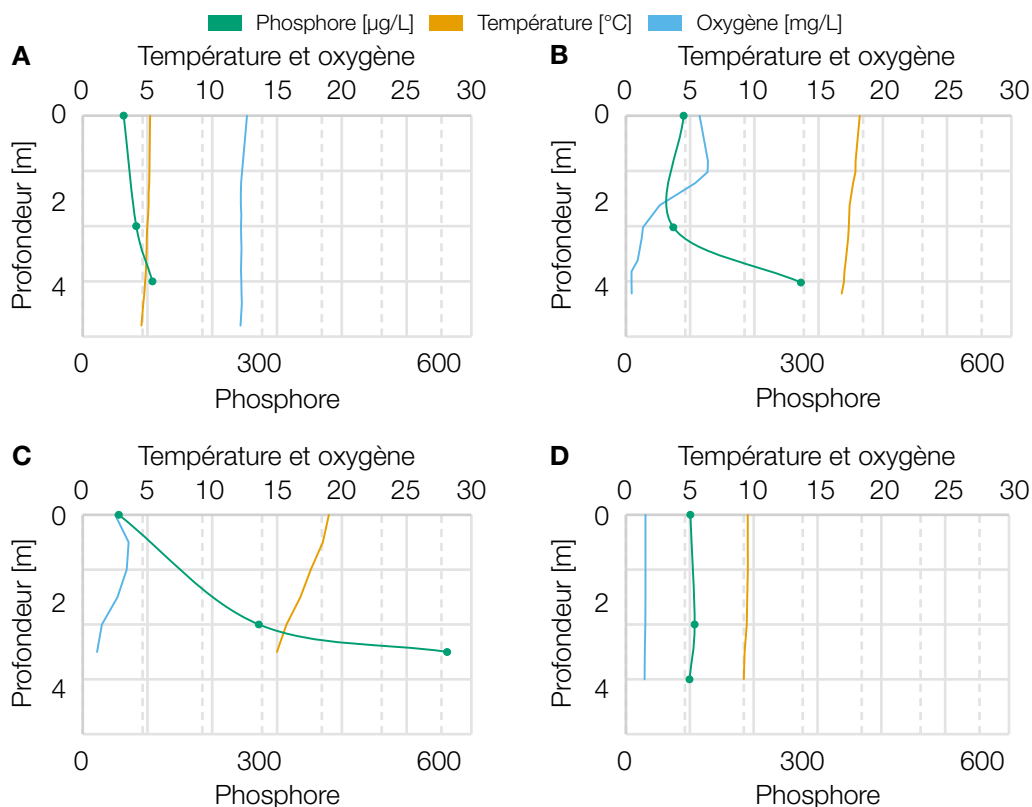 Phosphore [µg/L] Température [°C] Oxygène [mg/L]
A
Température et oxygène
0 5 10 15 20 25 30
Profondeur [m]
0
2
4
0 300 600
Phosphore
B
Température et oxygène
0 5 10 15 20 25 30
Profondeur [m]
0
2
4
0 300 600
Phosphore
C
Température et oxygène
0 5 10 15 20 25 30
Profondeur [m]
0
2
4
0 300 600
Phosphore
D
Température et oxygène
0 5 10 15 20 25 30
Profondeur [m]
0
2
4
0 300 600
Phosphore